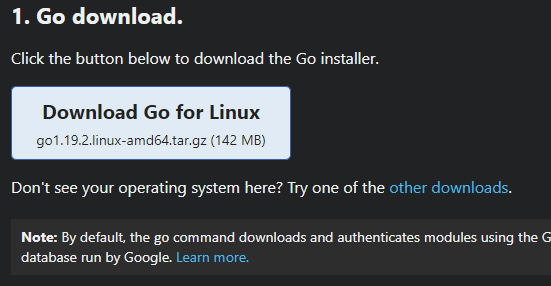 1. Go download.
Click the button below to download the Go installer.
Download Go for Linux
go1.19.2.linux-amd64.tar.gz (142 MB)
Don't see your operating system here? Try one of the other downloads.
Note: By default, the go command downloads and authenticates modules using the G
database run by Google. Learn more.